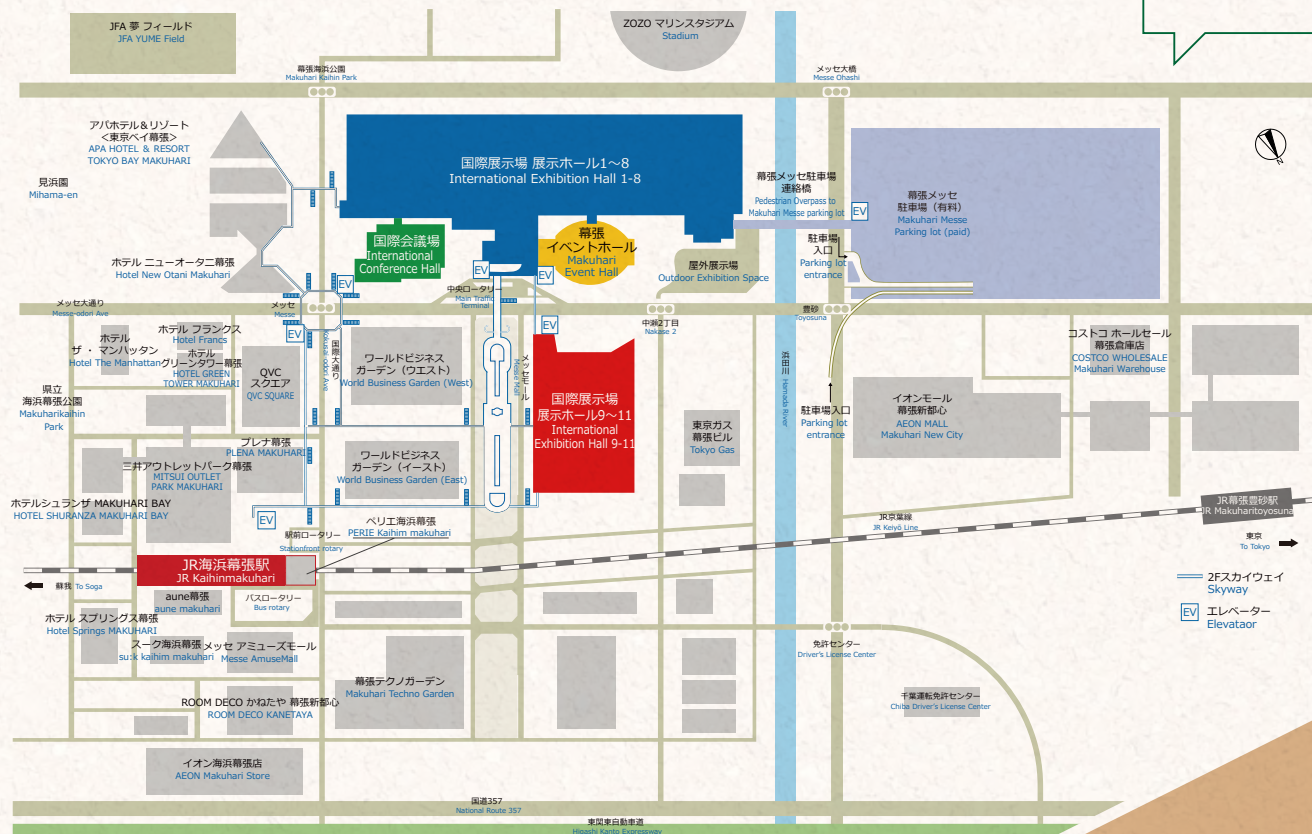 JFA 夢 フィールド
JFA YUME Field
ZOZO マリンスタジアム
Stadium
幕張海浜公園
Makuhari Kaihin Park
メッセ大橋
Messe Ohashi
アパホテル&リゾート
<東京ベイ幕張>
APA HOTEL & RESORT
TOKYO BAY MAKUHARI
見浜園
Mihama-en
国際展示場 展示ホール1〜8
International Exhibition Hall 1-8
幕張メッセ駐車場
連絡橋
Pedestrian Overpass to
Makuhari Messe parking lot
EV
幕張メッセ
駐車場（有料）
Makuhari Messe
Parking lot (paid)
N
国際会議場
International
Conference Hall
幕張
イベントホール
Makuhari
Event Hall
駐車場
入口
Parking lot
entrance
屋外展示場
Outdoor Exhibition Space
ホテル ニューオータニ幕張
Hotel New Otani Makuhari
EV
EV
EV
中央ロータリー
Main Traffic
Terminal
メッセ大通り
Messe-odori Ave
メッセ
Messe
中瀬2丁目
Nakase 2
豊砂
Toyosuna
EV
EV
ホテル
ザ・マンハッタン
Hotel The Manhattan
ホテル フランクス
Hotel Francs
ホテル
グリーンタワー幕張
HOTEL GREEN
TOWER MAKUHARI
QVC
スクエア
QVC SQUARE
国際大通り
Kokusai-odori Ave
ワールドビジネス
ガーデン（ウエスト）
World Business Garden (West)
メッセモール
Messe Mall
浜田川 Hamada River
コストコ ホールセール
幕張倉庫店
COSTCO WHOLESALE
Makuhari Warehouse
県立
海浜幕張公園
Makuharikaihin
Park
国際展示場
展示ホール9〜11
International
Exhibition Hall 9-11
駐車場入口
Parking lot
entrance
イオンモール
幕張新都心
AEON MALL
Makuhari New City
東京ガス
幕張ビル
Tokyo Gas
プレナ幕張
PLENA MAKUHARI
三井アウトレットパーク幕張
MITSUI OUTLET
PARK MAKUHARI
ワールドビジネス
ガーデン（イースト）
World Business Garden (East)
ホテルシュランザ MAKUHARI BAY
HOTEL SHURANZA MAKUHARI BAY
EV
駅前ロータリー
Stationfront rotary
ペリエ海浜幕張
PERIE Kaihim makuhari
JR京葉線
JR Keiyō Line
JR幕張豊砂駅
JR Makuharitoyosuna
東京
To Tokyo
JR海浜幕張駅
JR Kaihinmakuhari
蘇我 To Soga
aune幕張
aune makuhari
バスロータリー
Bus rotary
2Fスカイウェイ
Skyway
EV
エレベーター
Elevataor
ホテル スプリングス幕張
Hotel Springs MAKUHARI
スーク海浜幕張
su:k kaihim makuhari
メッセ アミューズモール
Messe AmuseMall
免許センター
Driver's License Center
幕張テクノガーデン
Makuhari Techno Garden
ROOM DECO かねたや 幕張新都心
ROOM DECO KANETAYA
千葉運転免許センター
Chiba Driver's License Center
イオン海浜幕張店
AEON Makuhari Store
国道357
National Route 357
東関東自動車道
Higashi Kanto Expressway